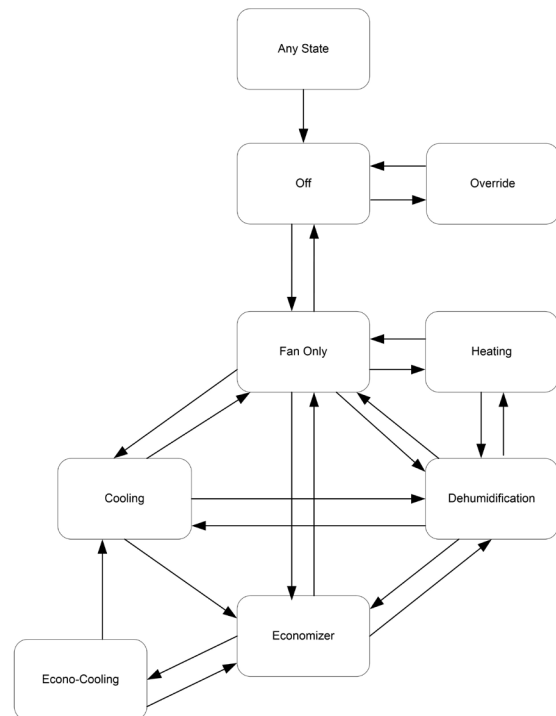 Any State
Off
Override
Fan Only
Heating
Cooling
Dehumidification
Economizer
Econo-Cooling